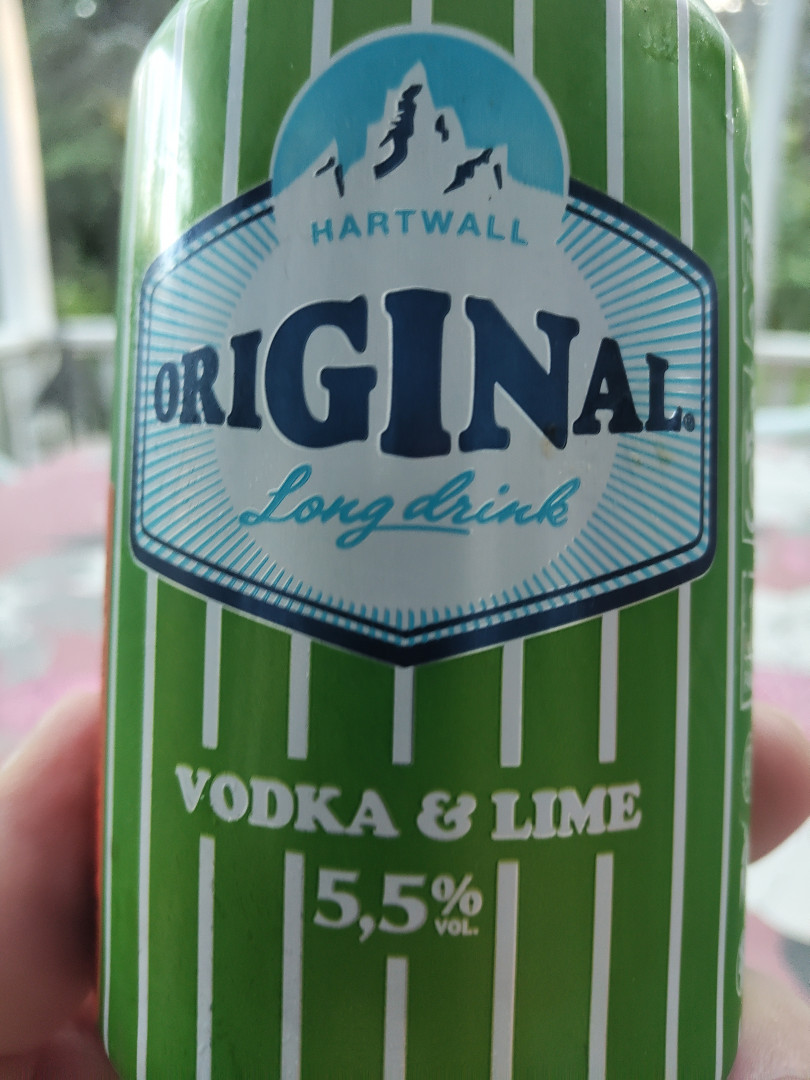 HARTWALL
ORIGINAL®
Long drink
VODKA & LIME
5,5%
VOL.